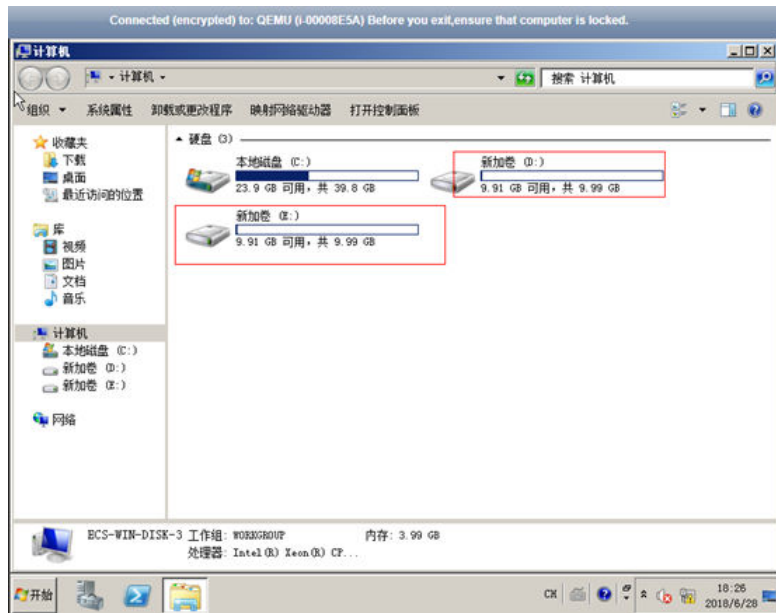 Connected (encrypted) to: QEMU (i-00008E5A) Before you exit,ensure that computer is locked.
计算机
计算机
搜索 计算机
组织 系统属性 卸载或更改程序 映射网络驱动器 打开控制面板
收藏夹
下载
桌面
最近访问的位置
库
视频
图片
文档
音乐
计算机
本地磁盘 (C:)
新加卷 (D:)
新加卷 (E:)
网络
硬盘 (3)
本地磁盘 (C:)
23.9 GB 可用，共 39.8 GB
新加卷 (D:)
9.91 GB 可用，共 9.99 GB
新加卷 (E:)
9.91 GB 可用，共 9.99 GB
ECS-WIN-DISK-3 工作组: WORKGROUP 内存: 3.99 GB
处理器: Intel(R) Xeon(R) CP...
开始
CH
18:26
2018/6/28